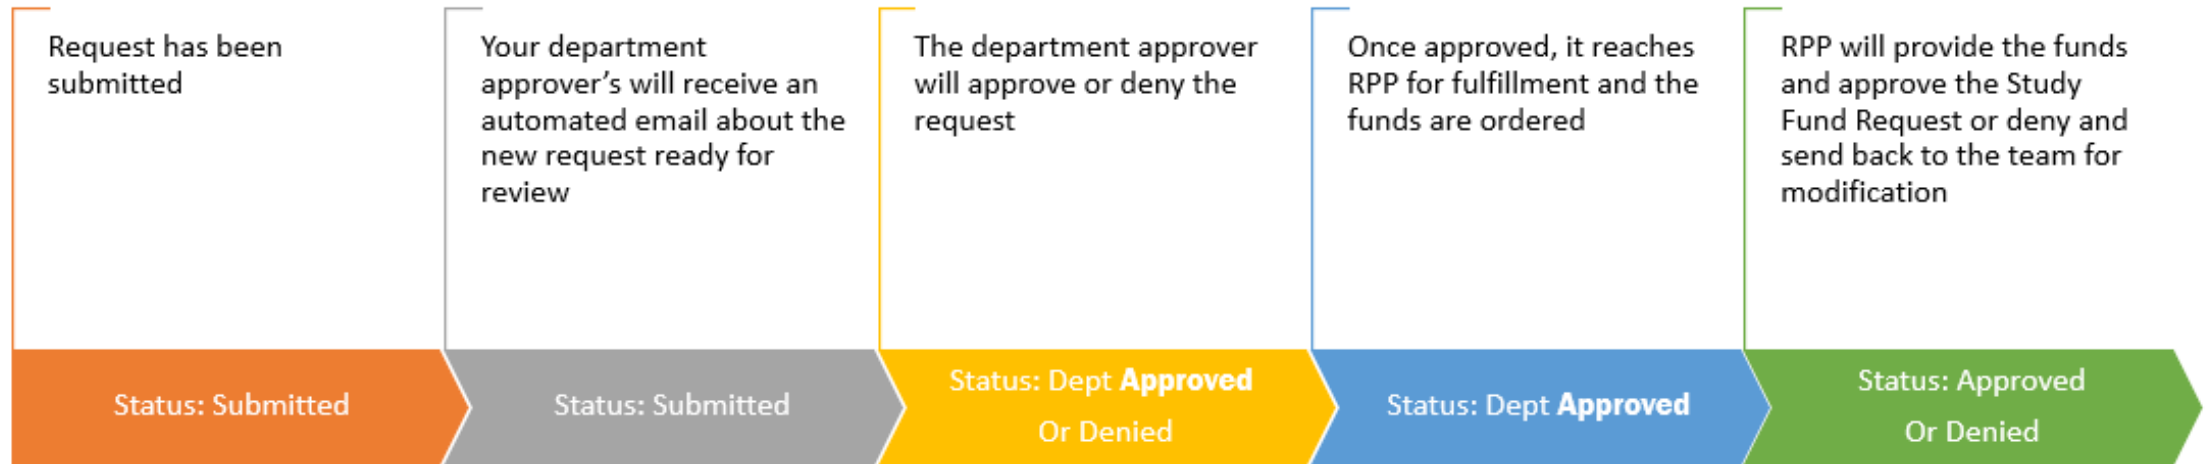 Request has been
submitted
Your department
approver's will receive an
automated email about the
new request ready for
review
The department approver
will approve or deny the
request
Once approved, it reaches
RPP for fulfillment and the
funds are ordered
RPP will provide the funds
and approve the Study
Fund Request or deny and
send back to the team for
modification
Status: Submitted
Status: Submitted
Status: Dept Approved
Or Denied
Status: Dept Approved
Status: Approved
Or Denied